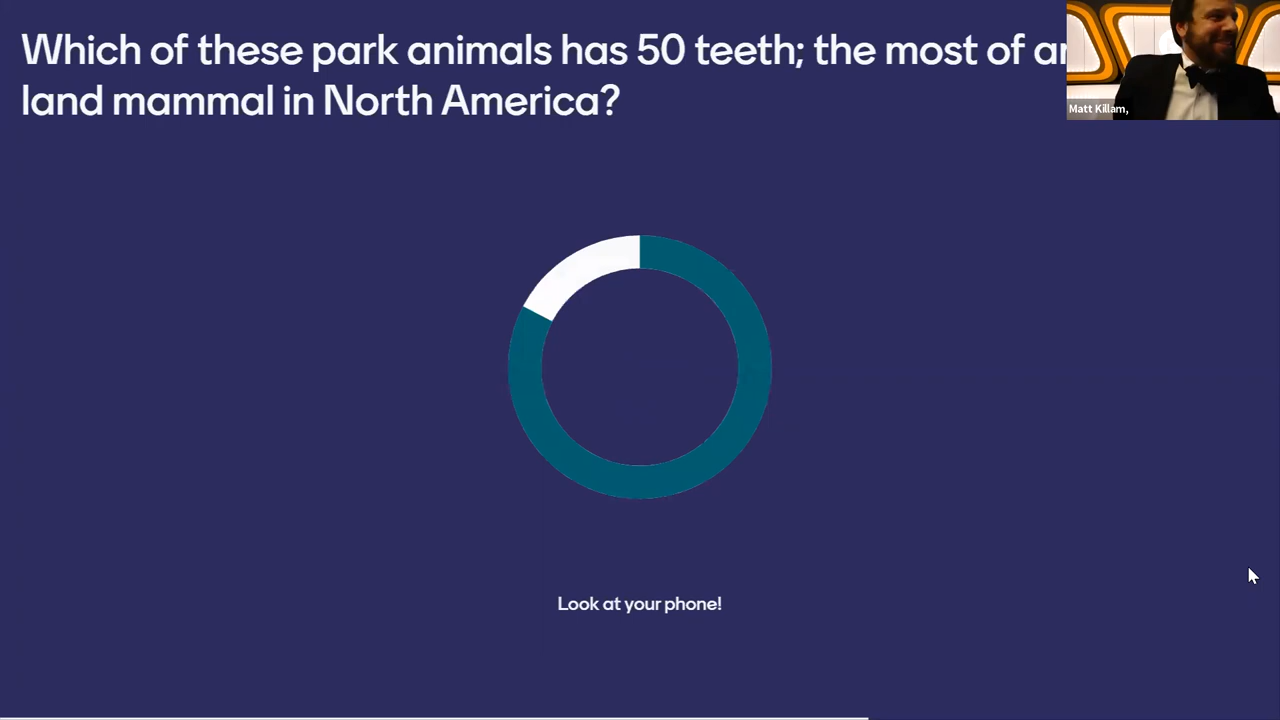 Which of these park animals has 50 teeth; the most of
land mammal in North America?
Matt Killam,
Look at your phone!